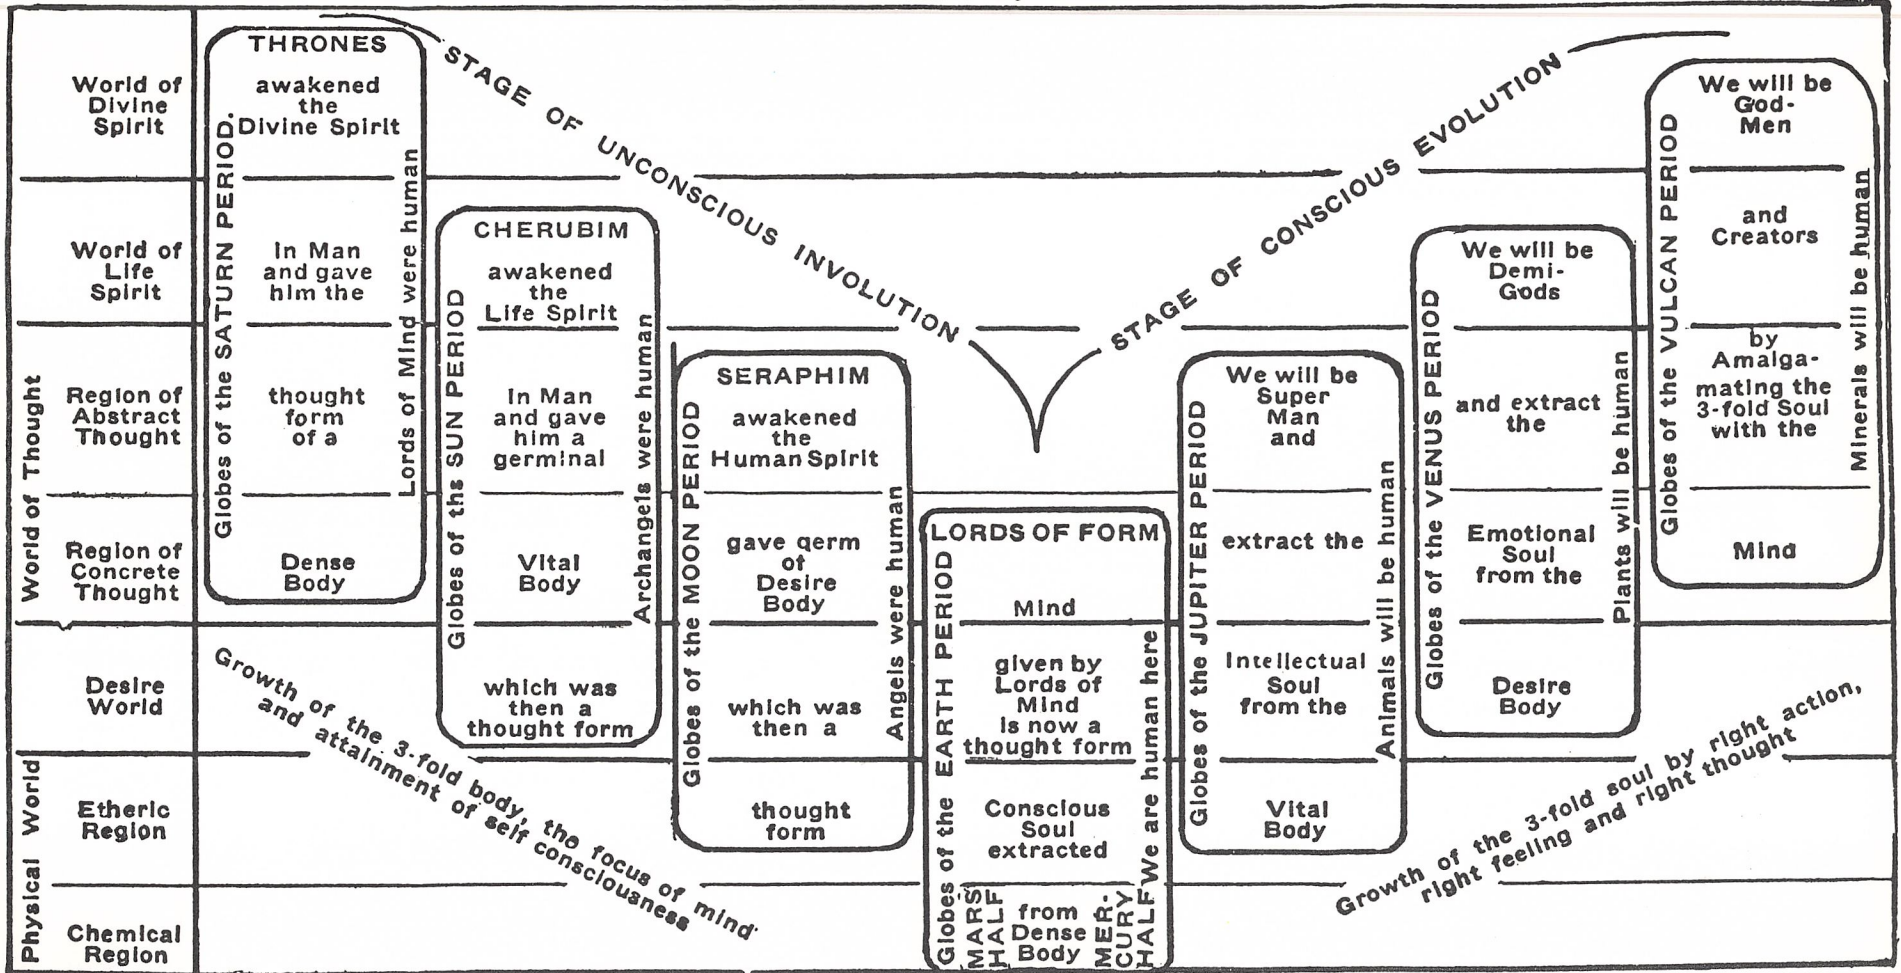 World of Thought
Physical World
World of
Divine
Spirit
World of
Life
Spirit
Region of
Abstract
Thought
Region of
Concrete
Thought
Desire
World
Etheric
Region
Chemical
Region
THRONES
Globes of the SATURN PERIOD.
awakened
the
Divine Spirit
In Man
and gave
him the
thought
form
of a
Dense
Body
Lords of Mind were human
STAGE OF UNCONSCIOUS INVOLUTION
CHERUBIM
Globes of ths SUN PERIOD
awakened
the
Life Spirit
In Man
and gave
him a
germinal
Vital
Body
which was
then a
thought form
Archangels were human
SERAPHIM
Globes of the MOON PERIOD
awakened
the
Human Spirit
gave qerm
of
Desire
Body
which was
then a
thought
form
Angels were human
LORDS OF FORM
Globes of the EARTH PERIOD
Mind
given by
Lords of
Mind
is now a
thought form
Conscious
Soul
extracted
MARS
HALF
from
Dense
Body
MER-
CURY
HALF
We are human here
STAGE OF CONSCIOUS EVOLUTION
Globes of the JUPITER PERIOD
We will be
Super
Man
and
extract the
Intellectual
Soul
from the
Vital
Body
Animals will be human
Globes of the VENUS PERIOD
We will be
Demi-
Gods
and extract
the
Emotional
Soul
from the
Desire
Body
Plants will be human
Globes of the VULCAN PERIOD
We will be
God-
Men
and
Creators
by
Amalga-
mating the
3-fold Soul
with the
Mind
Minerals will be human
Growth of the 3-fold body, the focus of mind
and attainment of self consciouaness
Growth of the 3-fold soul by right action,
right feeling and right thought